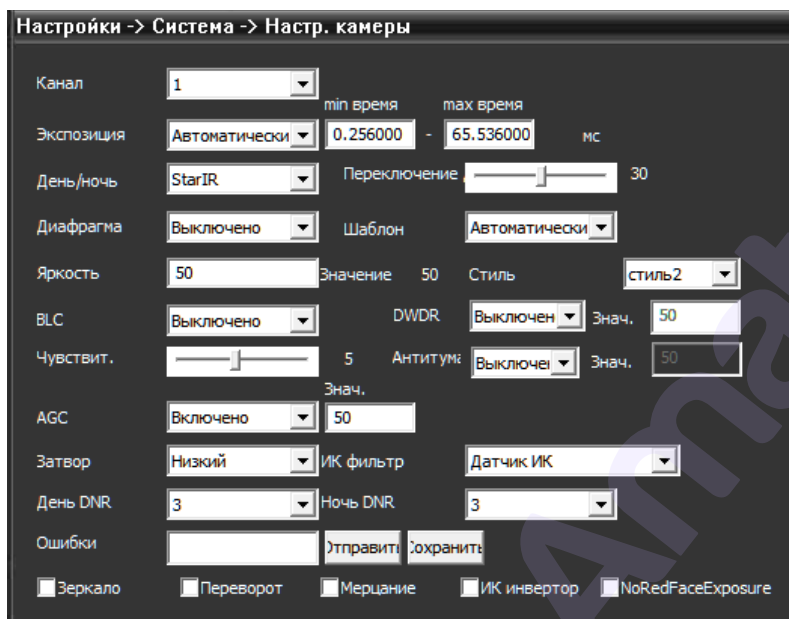 Настройки -> Система -> Настр. камеры
Канал 1
min время max время
Экспозиция Автоматически 0.256000 - 65.536000 мс
День/ночь StarIR Переключение 30
Диафрагма Выключено Шаблон Автоматически
Яркость 50 Значение 50 Стиль стиль2
BLC Выключено DWDR Выключен Знач. 50
Чувствит. 5 Антитума Выключен Знач. 50
Знач.
AGC Включено 50
Затвор Низкий ИК фильтр Датчик ИК
День DNR 3 Ночь DNR 3
Ошибки Отправить Сохранить
Зеркало Переворот Мерцание ИК инвертор NoRedFaceExposure
Amat